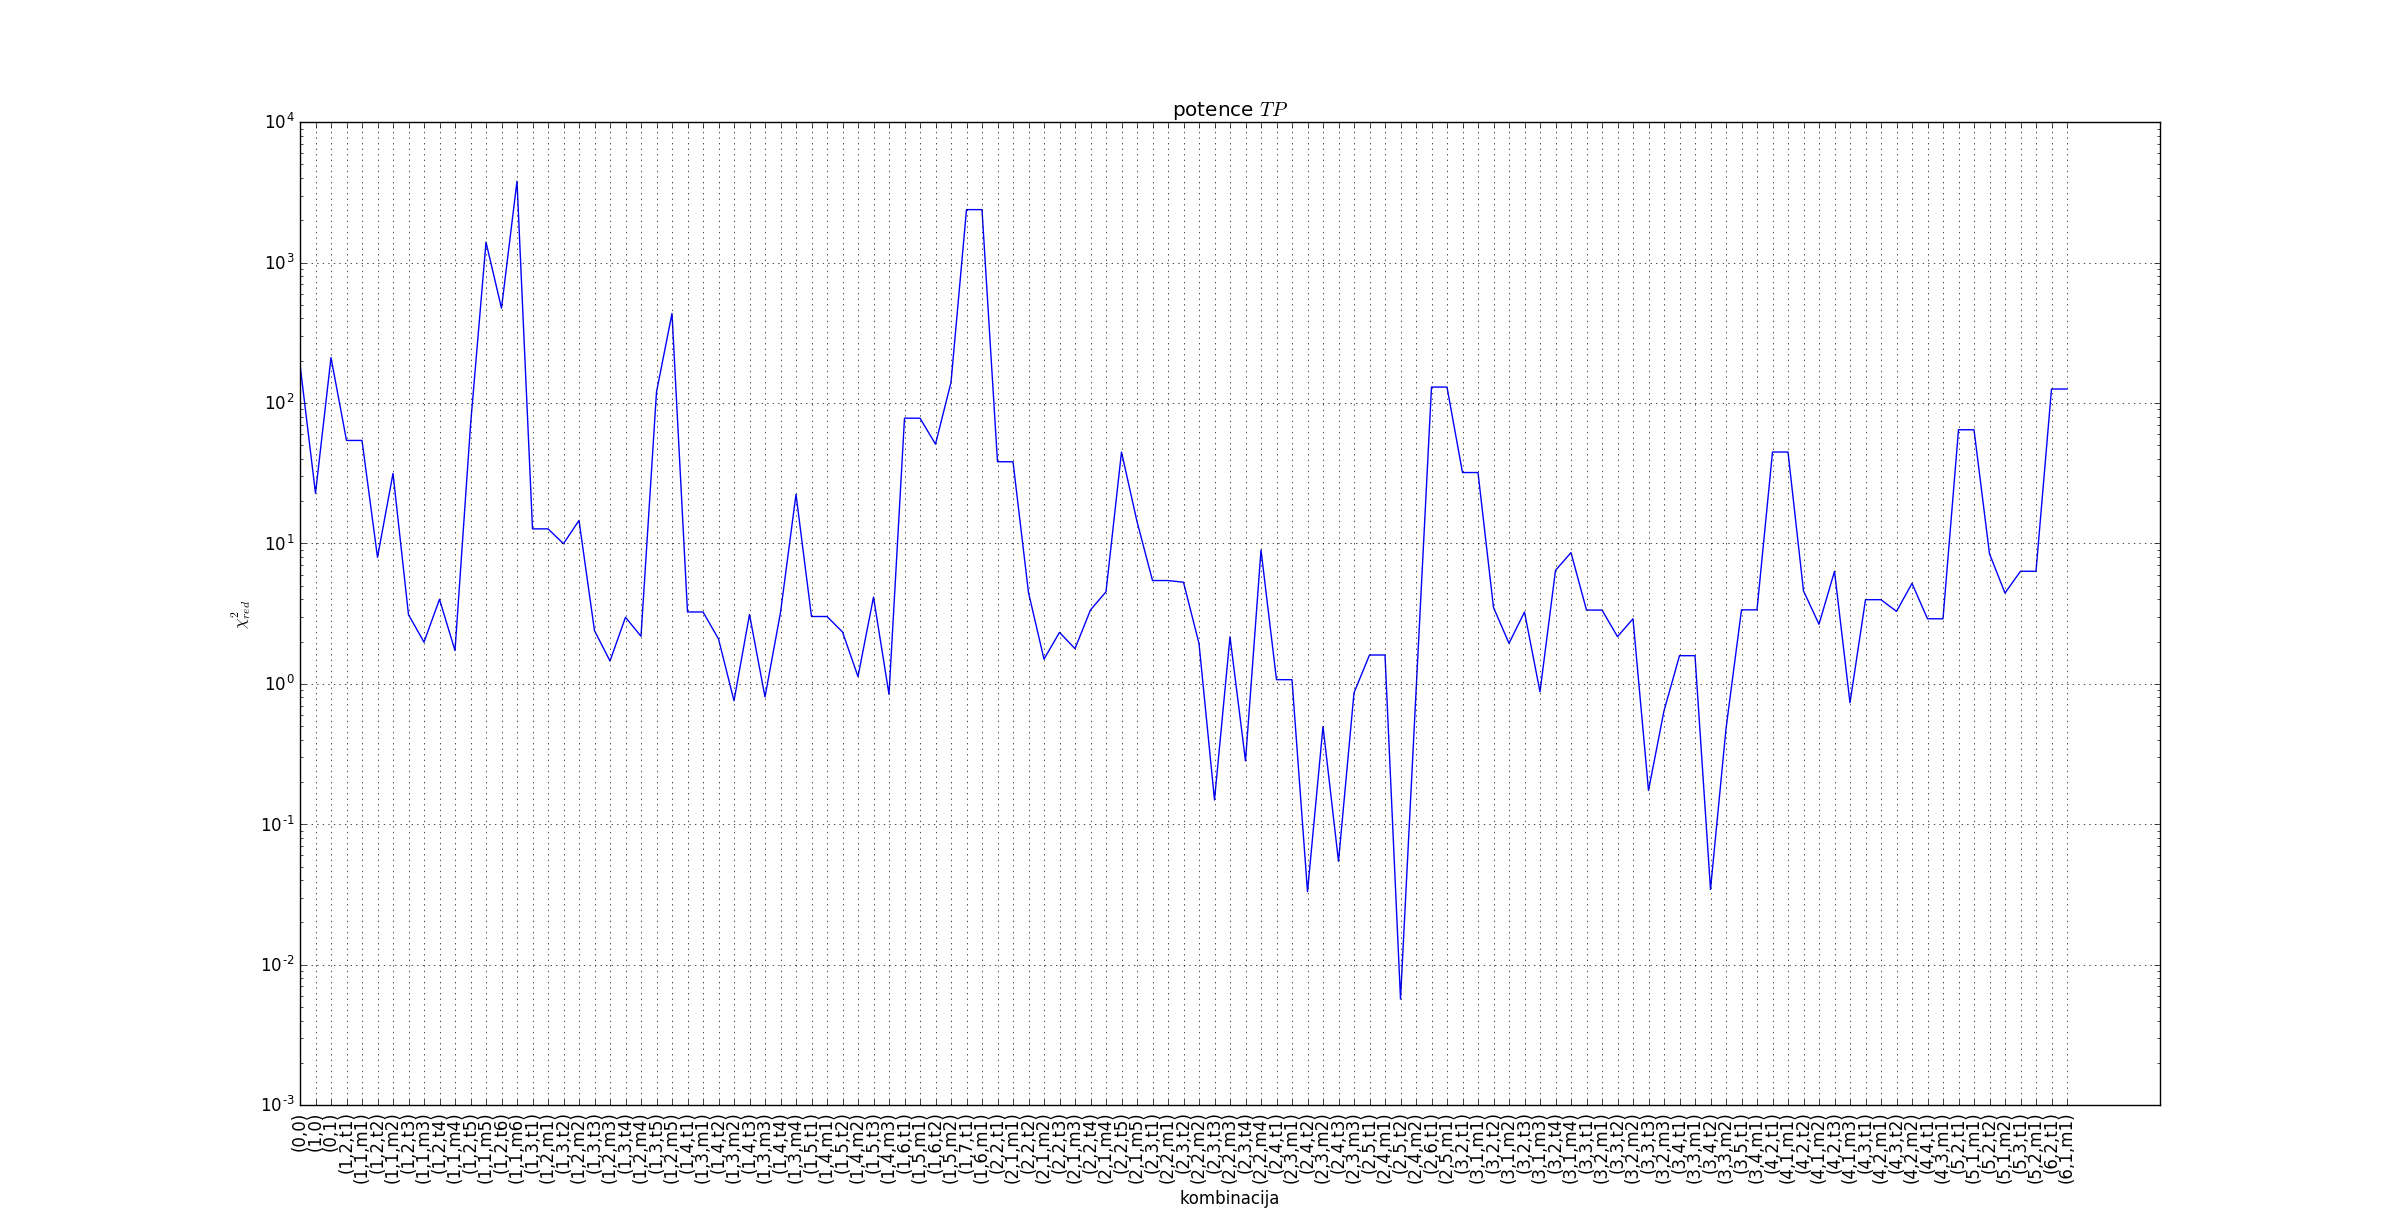 potence TP
10^4
10^3
10^2
10^1
10^0
10^-1
10^-2
10^-3
χ²_red
(0,0)
(1,0)
(0,1)
(1,2,t1)
(1,1,m1)
(1,2,t2)
(1,1,m2)
(1,2,t3)
(1,1,m3)
(1,2,t4)
(1,1,m4)
(1,2,t5)
(1,1,m5)
(1,2,t6)
(1,1,m6)
(1,3,t1)
(1,2,m1)
(1,3,t2)
(1,2,m2)
(1,3,t3)
(1,2,m3)
(1,3,t4)
(1,2,m4)
(1,3,t5)
(1,2,m5)
(1,4,t1)
(1,3,m1)
(1,4,t2)
(1,3,m2)
(1,4,t3)
(1,3,m3)
(1,4,t4)
(1,3,m4)
(1,5,t1)
(1,4,m1)
(1,5,t2)
(1,4,m2)
(1,5,t3)
(1,4,m3)
(1,6,t1)
(1,5,m1)
(1,6,t2)
(1,5,m2)
(1,7,t1)
(1,6,m1)
(2,2,t1)
(2,1,m1)
(2,2,t2)
(2,1,m2)
(2,2,t3)
(2,1,m3)
(2,2,t4)
(2,1,m4)
(2,2,t5)
(2,1,m5)
(2,3,t1)
(2,2,m1)
(2,3,t2)
(2,2,m2)
(2,3,t3)
(2,2,m3)
(2,3,t4)
(2,2,m4)
(2,4,t1)
(2,3,m1)
(2,4,t2)
(2,3,m2)
(2,4,t3)
(2,3,m3)
(2,5,t1)
(2,4,m1)
(2,5,t2)
(2,4,m2)
(2,6,t1)
(2,5,m1)
(3,2,t1)
(3,1,m1)
(3,2,t2)
(3,1,m2)
(3,2,t3)
(3,1,m3)
(3,2,t4)
(3,1,m4)
(3,3,t1)
(3,2,m1)
(3,3,t2)
(3,2,m2)
(3,3,t3)
(3,2,m3)
(3,4,t1)
(3,3,m1)
(3,4,t2)
(3,3,m2)
(3,5,t1)
(3,4,m1)
(4,2,t1)
(4,1,m1)
(4,2,t2)
(4,1,m2)
(4,2,t3)
(4,1,m3)
(4,3,t1)
(4,2,m1)
(4,3,t2)
(4,2,m2)
(4,4,t1)
(4,3,m1)
(5,2,t1)
(5,1,m1)
(5,2,t2)
(5,1,m2)
(5,3,t1)
(5,2,m1)
(6,2,t1)
(6,1,m1)
kombinacija